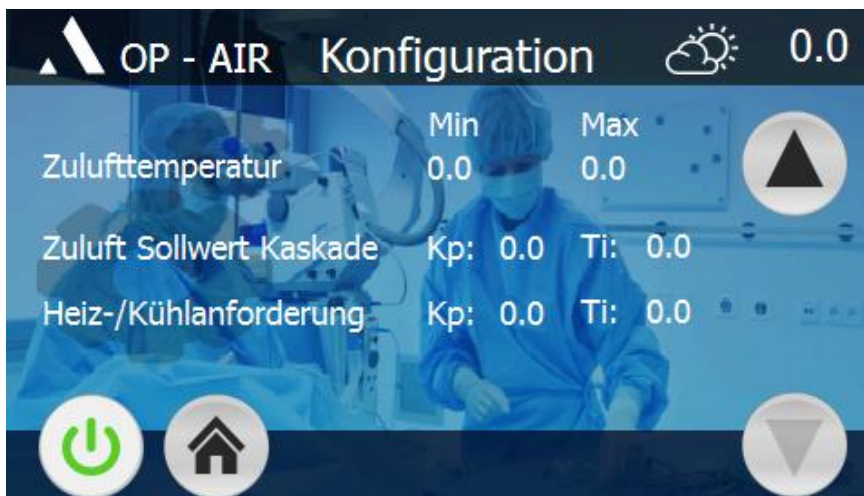 OP - AIR Konfiguration 0.0
Min Max
Zulufttemperatur 0.0 0.0
Zuluft Sollwert Kaskade Kp: 0.0 Ti: 0.0
Heiz-/Kühlanforderung Kp: 0.0 Ti: 0.0